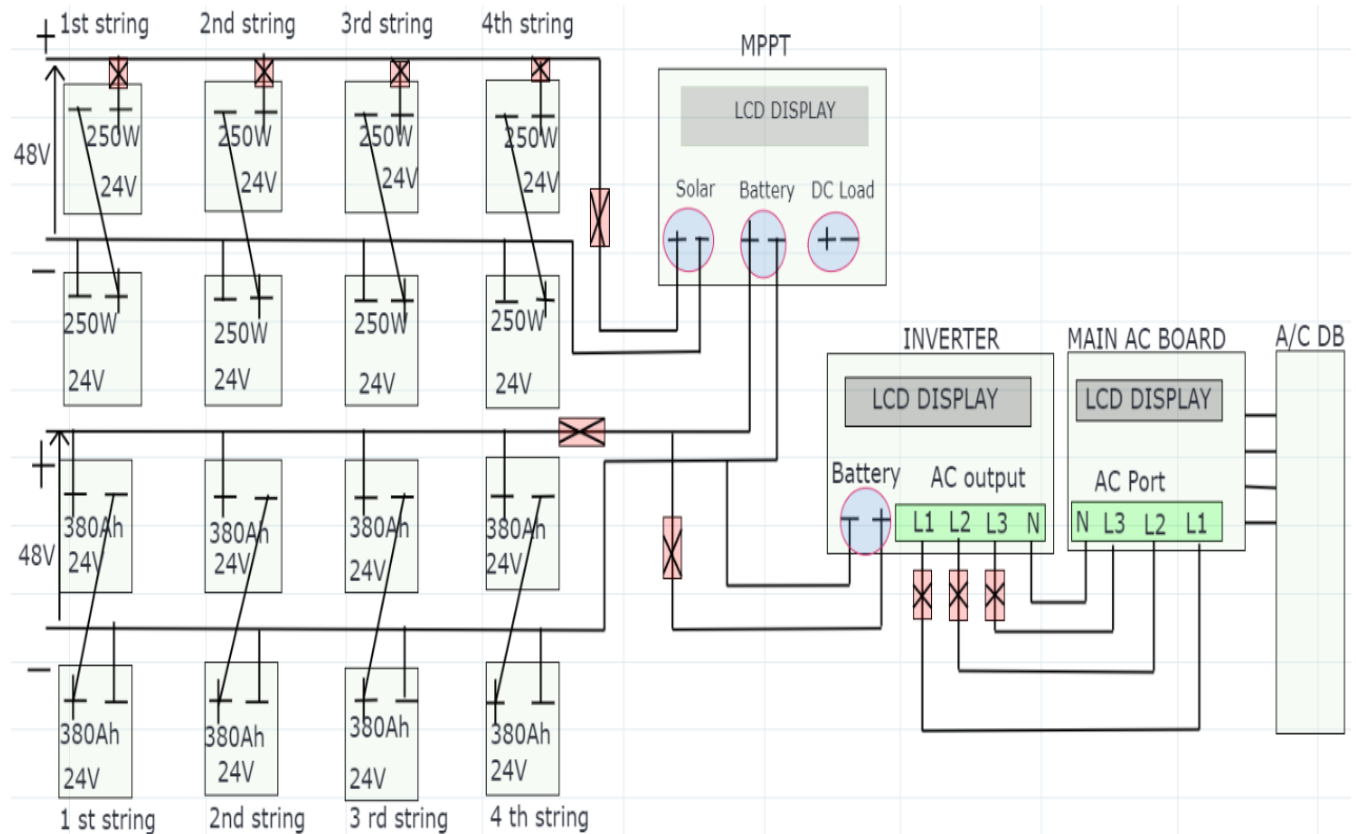 1st string
2nd string
3rd string
4th string
+
48V
250W
24V
250W
24V
250W
24V
250W
24V
−
250W
24V
250W
24V
250W
24V
250W
24V
MPPT
LCD DISPLAY
Solar
Battery
DC Load
+ −
+ −
+ −
+
48V
380Ah
24V
380Ah
24V
380Ah
24V
380Ah
24V
−
380Ah
24V
380Ah
24V
380Ah
24V
380Ah
24V
1 st string
2nd string
3 rd string
4 th string
INVERTER
LCD DISPLAY
Battery
− +
AC output
L1 L2 L3 N
MAIN AC BOARD
LCD DISPLAY
AC Port
N L3 L2 L1
A/C DB